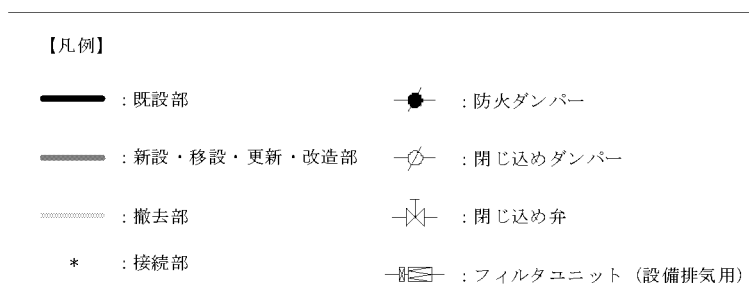 【凡例】
：既設部
：新設・移設・更新・改造部
：撤去部
* ：接続部
：防火ダンパー
：閉じ込めダンパー
：閉じ込め弁
：フィルタユニット（設備排気用）